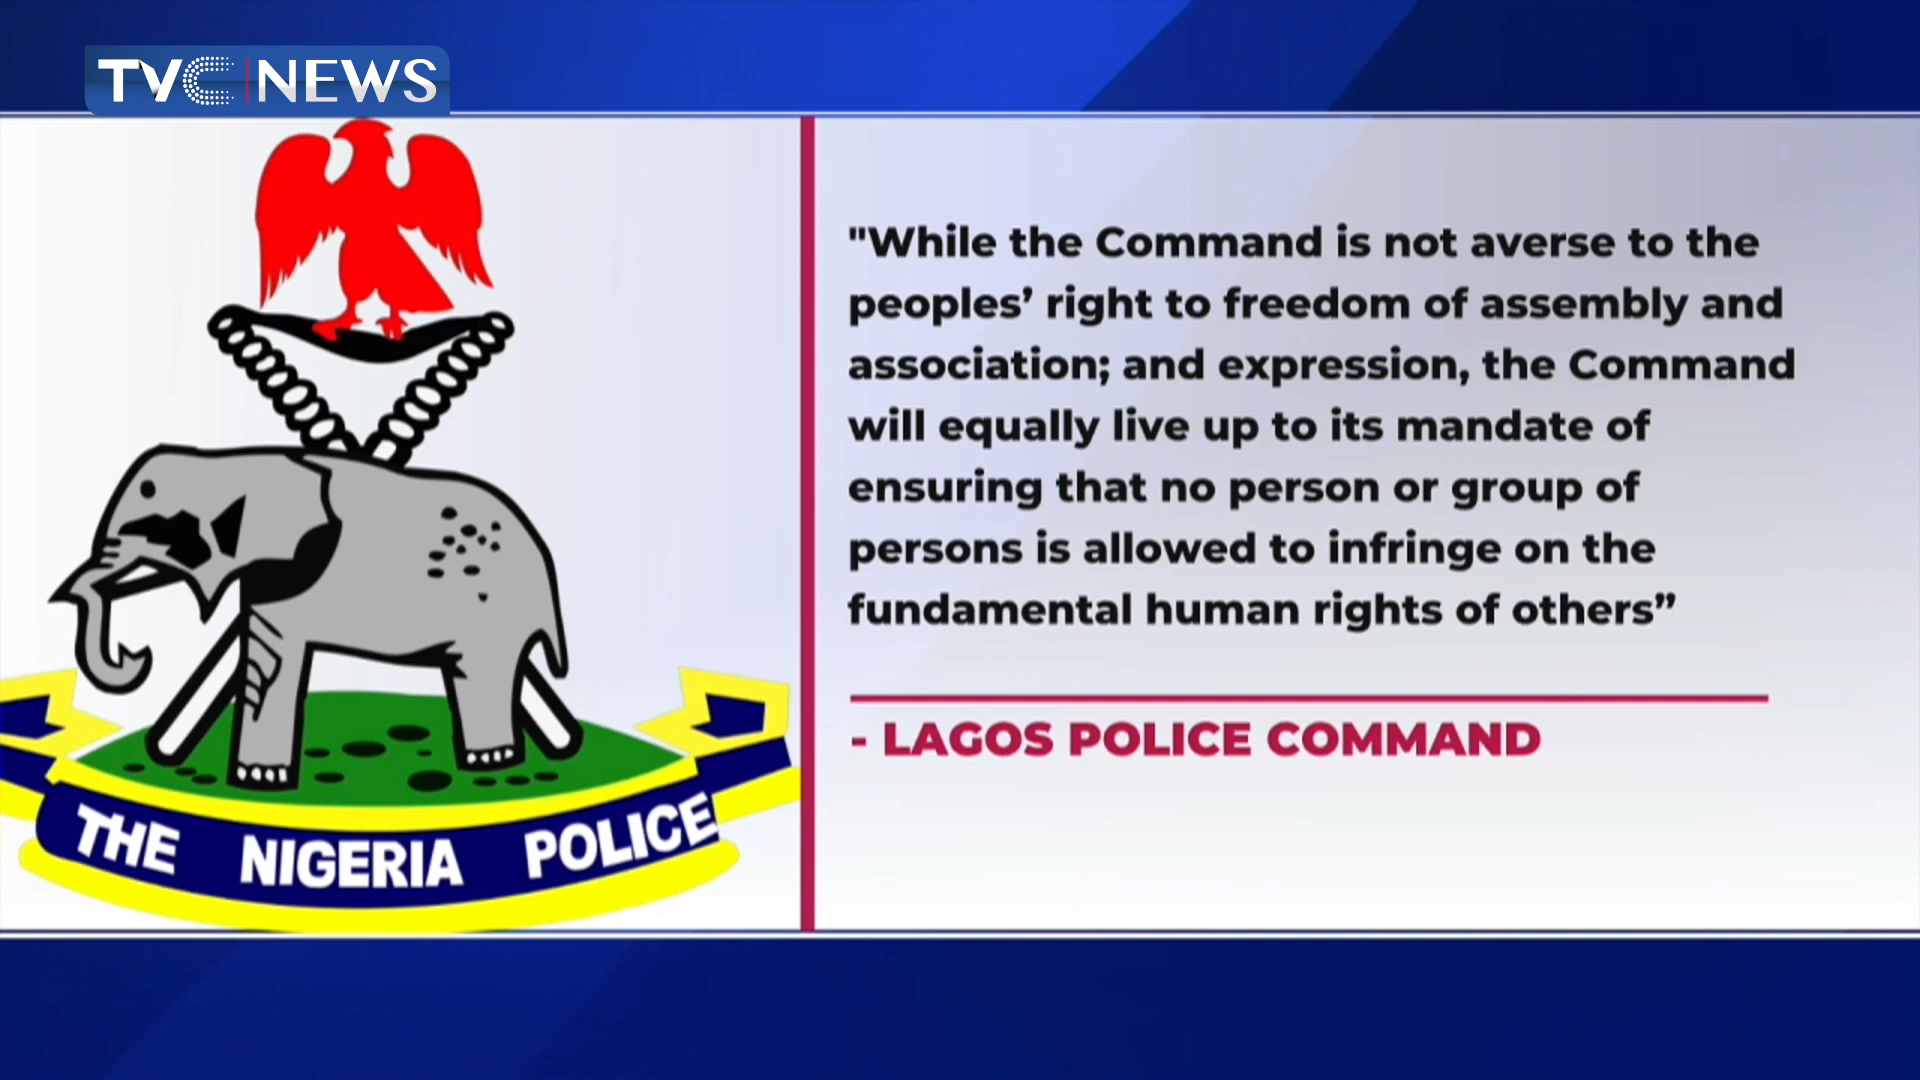 TVC NEWS
"While the Command is not averse to the
peoples’ right to freedom of assembly and
association; and expression, the Command
will equally live up to its mandate of
ensuring that no person or group of
persons is allowed to infringe on the
fundamental human rights of others”
- LAGOS POLICE COMMAND
THE NIGERIA POLICE